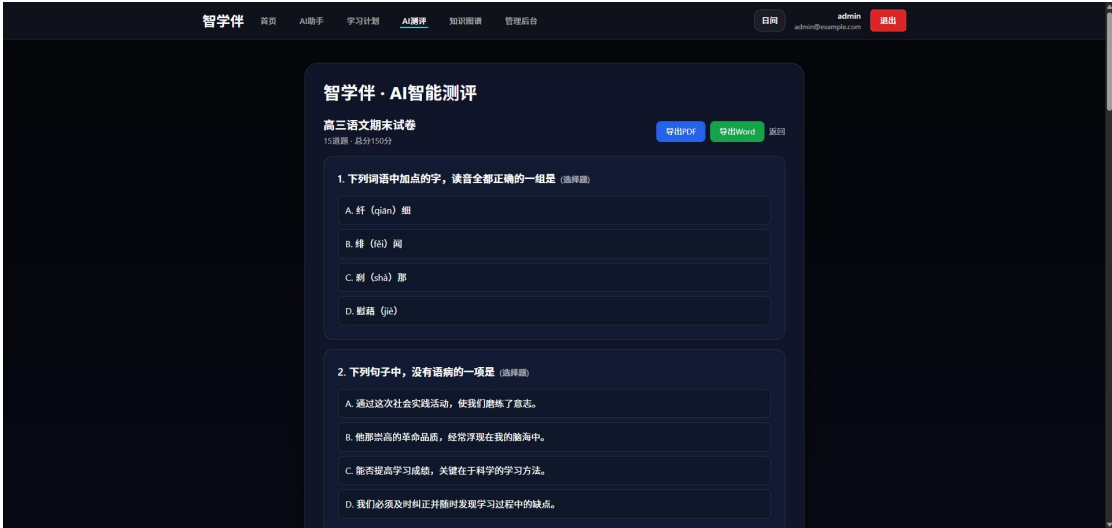 智学伴 首页 AI助手 学习计划 AI测评 知识图谱 管理后台 日间 admin 退出
admin@example.com
智学伴 · AI智能测评
高三语文期末试卷
15道题 · 总分150分
导出PDF 导出Word 返回
1. 下列词语中加点的字，读音全都正确的一组是 (选择题)
A. 纤（qiān）细
B. 绯（fěi）闻
C. 刹（shà）那
D. 慰藉（jiè）
2. 下列句子中，没有语病的一项是 (选择题)
A. 通过这次社会实践活动，使我们磨练了意志。
B. 他那崇高的革命品质，经常浮现在我的脑海中。
C. 能否提高学习成绩，关键在于科学的学习方法。
D. 我们必须及时纠正并随时发现学习过程中的缺点。